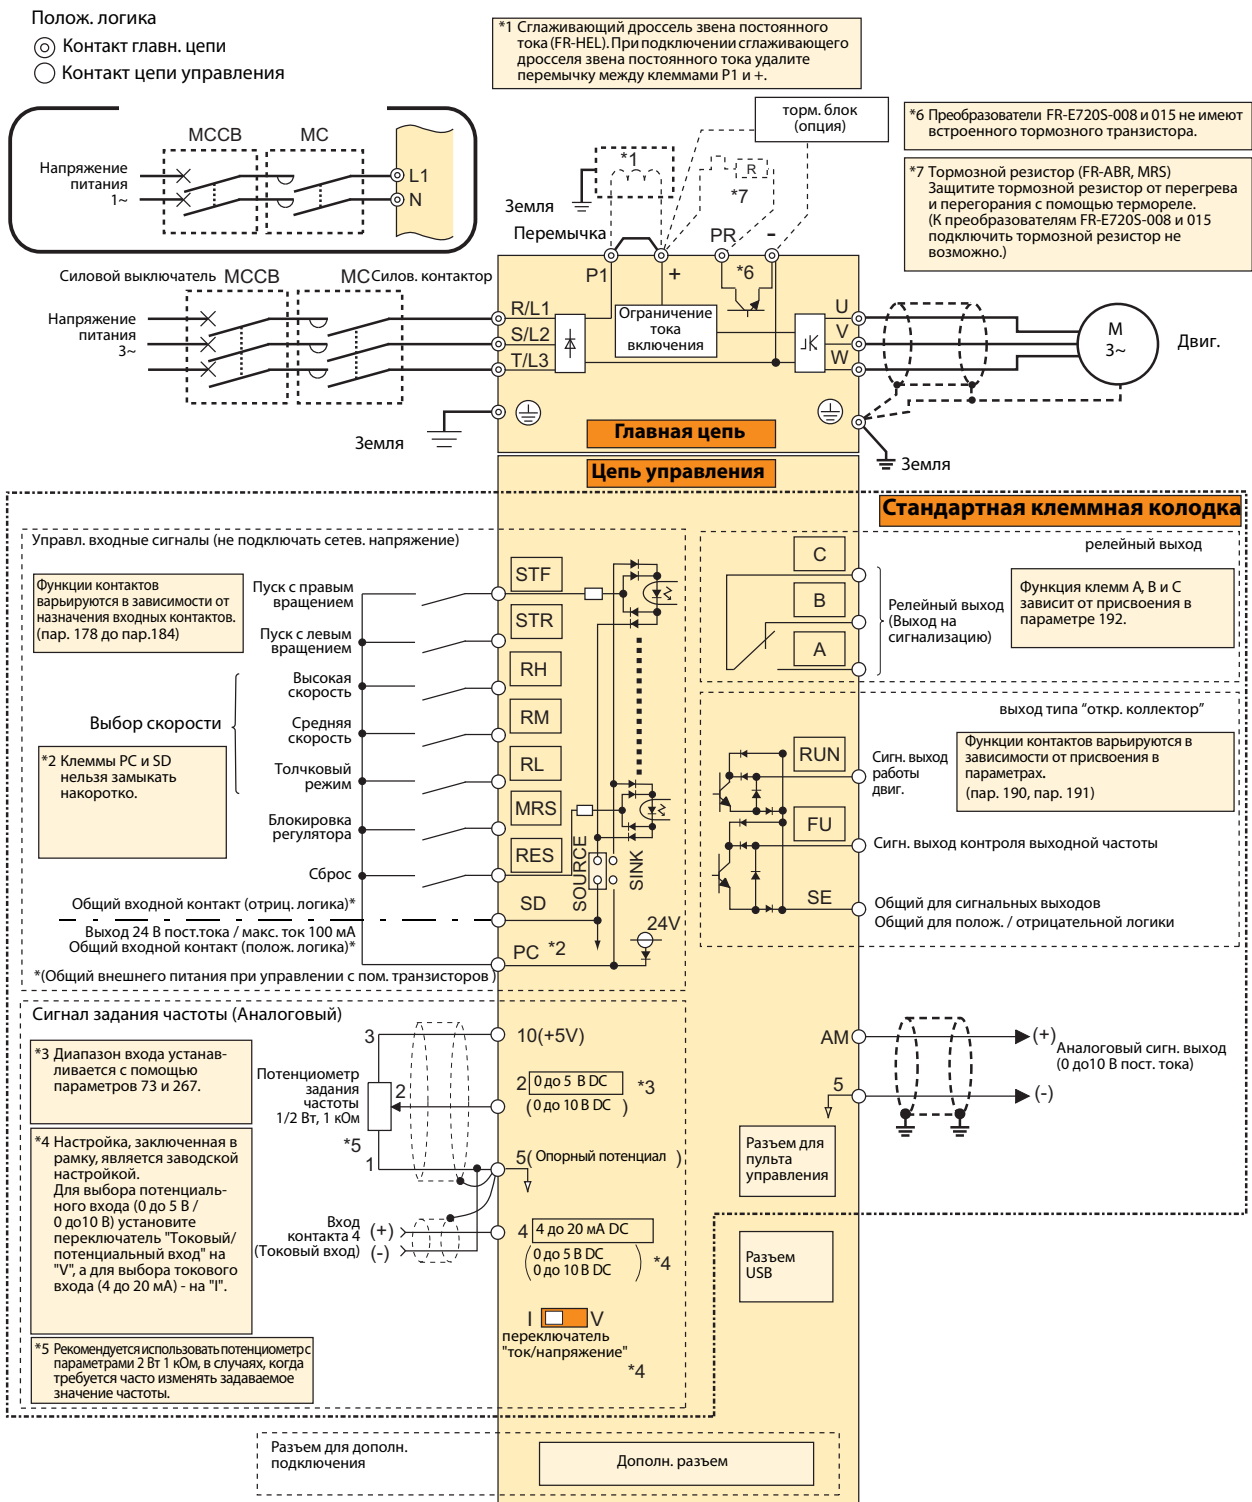 Полож. логика
Контакт главн. цепи
Контакт цепи управления
*1 Сглаживающий дроссель звена постоянного
тока (FR-HEL). При подключении сглаживающего
дросселя звена постоянного тока удалите
перемычку между клеммами P1 и +.
торм. блок
(опция)
*6 Преобразователи FR-E720S-008 и 015 не имеют
встроенного тормозного транзистора.
*7 Тормозной резистор (FR-ABR, MRS)
Защитите тормозной резистор от перегрева
и перегорания с помощью термореле.
(К преобразователям FR-E720S-008 и 015
подключить тормозной резистор не
возможно.)
MCCB
MC
Напряжение
питания
1~
L1
N
*1
R
*7
Земля
Перемычка
PR
-
P1
+
*6
Силовой выключатель
MCCB
MC
Силов. контактор
Напряжение
питания
3~
R/L1
S/L2
T/L3
Ограничение
тока
включения
U
V
W
M
3~
Двиг.
Земля
Земля
Главная цепь
Цепь управления
Стандартная клеммная колодка
Управл. входные сигналы (не подключать сетев. напряжение)
Функции контактов
варьируются в зависимости от
назначения входных контактов.
(пар. 178 до пар.184)
Пуск с правым
вращением
Пуск с левым
вращением
Высокая
скорость
Выбор скорости
Средняя
скорость
*2 Клеммы PC и SD
нельзя замыкать
накоротко.
Толчковый
режим
Блокировка
регулятора
Сброс
STF
STR
RH
RM
RL
MRS
RES
SOURCE
SINK
SD
Общий входной контакт (отриц. логика)*
Выход 24 В пост.тока / макс. ток 100 мА
Общий входной контакт (полож. логика)*
*(Общий внешнего питания при управлении с пом. транзисторов )
PC
*2
24V
релейный выход
C
B
A
Релейный выход
(Выход на
сигнализацию)
Функция клемм A, B и C
зависит от присвоения в
параметре 192.
выход типа “откр. коллектор”
RUN
FU
SE
Сигн. выход
работы
двиг.
Функции контактов варьируются в
зависимости от присвоения в
параметрах.
(пар. 190, пар. 191)
Сигн. выход контроля выходной частоты
Общий для сигнальных выходов
Общий для полож. / отрицательной логики
Сигнал задания частоты (Аналоговый)
*3 Диапазон входа устанав-
ливается с помощью
параметров 73 и 267.
*4 Настройка, заключенная в
рамку, является заводской
настройкой.
Для выбора потенциаль-
ного входа (0 до 5 В /
0 до10 В) установите
переключатель "Токовый/
потенциальный вход" на
"V", а для выбора токового
входа (4 до 20 мА) - на "I".
*5 Рекомендуется использовать потенциометр с
параметрами 2 Вт 1 кОм, в случаях, когда
требуется часто изменять задаваемое
значение частоты.
Потенциометр
задания
частоты
1/2 Вт, 1 кОм
*5
3
2
1
10(+5V)
2
0 до 5 В DC
*3
(0 до 10 В DC )
5( Опорный потенциал )
Вход
контакта 4
(Токовый вход)
(+)
(-)
4
4 до 20 мА DC
(0 до 5 В DC
0 до 10 В DC)
*4
I
V
переключатель
"ток/напряжение"
*4
AM
5
(+)
(-)
Аналоговый сигн. выход
(0 до10 В пост. тока)
Разъем для
пульта
управления
Разъем
USB
Разъем для дополн.
подключения
Дополн. разъем